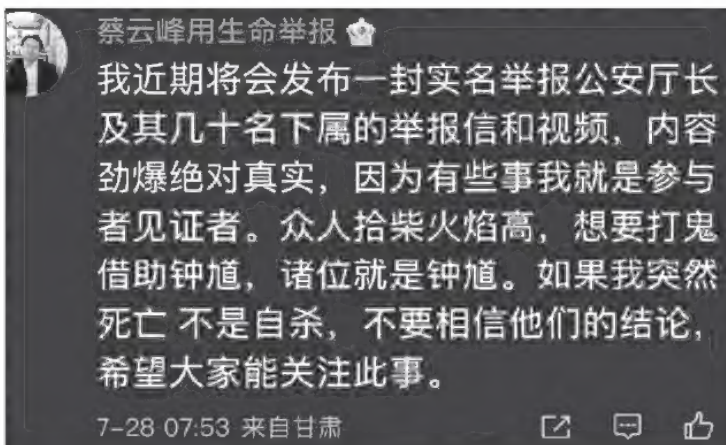 蔡云峰用生命举报
我近期将会发布一封实名举报公安厅长
及其几十名下属的举报信和视频，内容
劲爆绝对真实，因为有些事我就是参与
者见证者。众人拾柴火焰高，想要打鬼
借助钟馗，诸位就是钟馗。如果我突然
死亡 不是自杀，不要相信他们的结论，
希望大家能关注此事。
7-28 07:53 来自甘肃